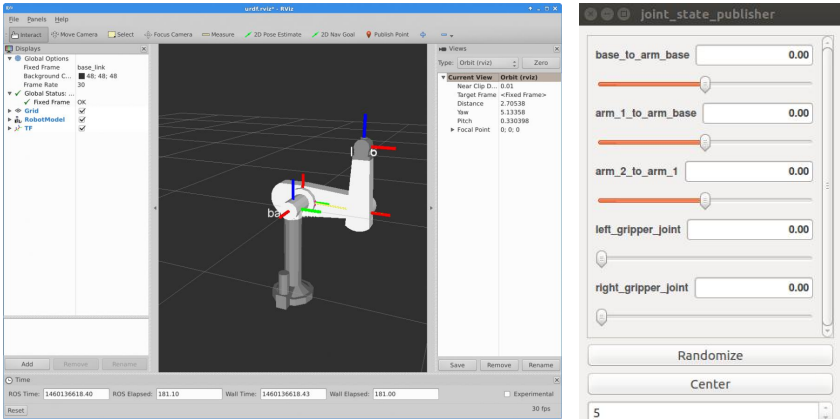 urdf.rviz* - RViz
File Panels Help
Interact Move Camera Select Focus Camera Measure 2D Pose Estimate 2D Nav Goal Publish Point
Displays
Global Options
Fixed Frame base_link
Background C... 48; 48; 48
Frame Rate 30
Global Status: ...
Fixed Frame OK
Grid
RobotModel
TF
Add Remove Rename
ba
Views
Type: Orbit (rviz) Zero
Current View Orbit (rviz)
Near Clip D... 0.01
Target Frame <Fixed Frame>
Distance 2.70538
Yaw 5.13358
Pitch 0.330398
Focal Point 0; 0; 0
Save Remove Rename
Time
ROS Time: 1460136618.40 ROS Elapsed: 181.10 Wall Time: 1460136618.43 Wall Elapsed: 181.00 Experimental
Reset 30 fps
joint_state_publisher
base_to_arm_base 0.00
arm_1_to_arm_base 0.00
arm_2_to_arm_1 0.00
left_gripper_joint 0.00
right_gripper_joint 0.00
Randomize
Center
5